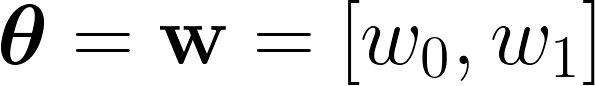 𝜽 = 𝐰 = [w₀, w₁]